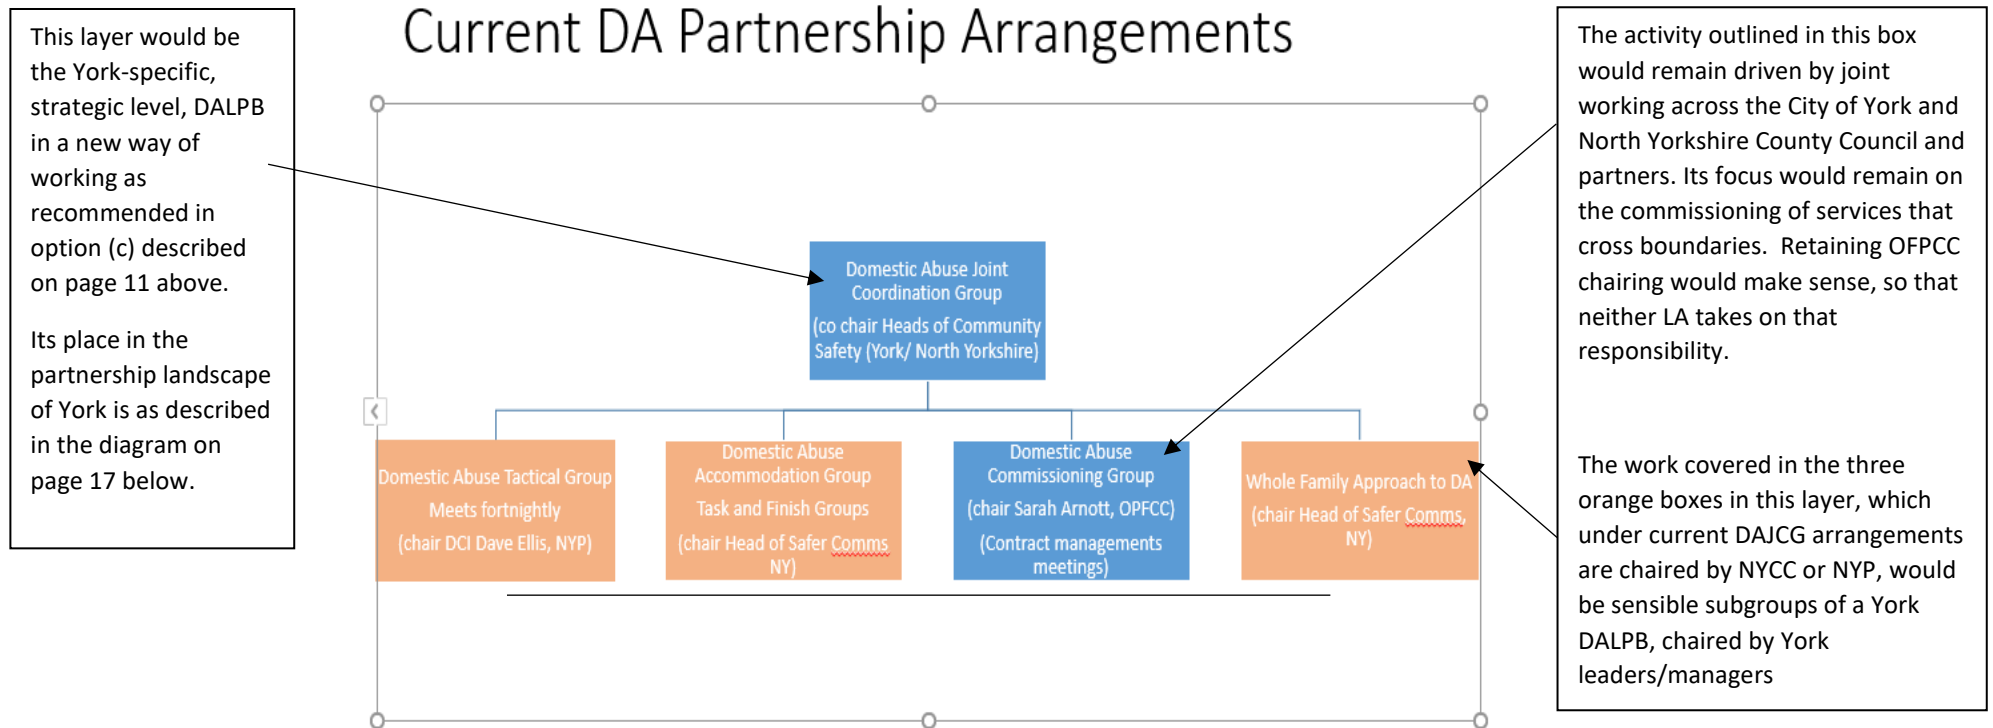 Current DA Partnership Arrangements
This layer would be
the York-specific,
strategic level, DALPB
in a new way of
working as
recommended in
option (c) described
on page 11 above.
Its place in the
partnership landscape
of York is as described
in the diagram on
page 17 below.
Domestic Abuse Joint
Coordination Group
(co chair Heads of Community
Safety (York/ North Yorkshire)
Domestic Abuse Tactical Group
Meets fortnightly
(chair DCI Dave Ellis, NYP)
Domestic Abuse
Accommodation Group
Task and Finish Groups
(chair Head of Safer Comms
NY)
Domestic Abuse
Commissioning Group
(chair Sarah Arnott, OPFCC)
(Contract managements
meetings)
Whole Family Approach to DA
(chair Head of Safer Comms,
NY)
The activity outlined in this box
would remain driven by joint
working across the City of York and
North Yorkshire County Council and
partners. Its focus would remain on
the commissioning of services that
cross boundaries. Retaining OFPCC
chairing would make sense, so that
neither LA takes on that
responsibility.
The work covered in the three
orange boxes in this layer, which
under current DAJCG arrangements
are chaired by NYCC or NYP, would
be sensible subgroups of a York
DALPB, chaired by York
leaders/managers